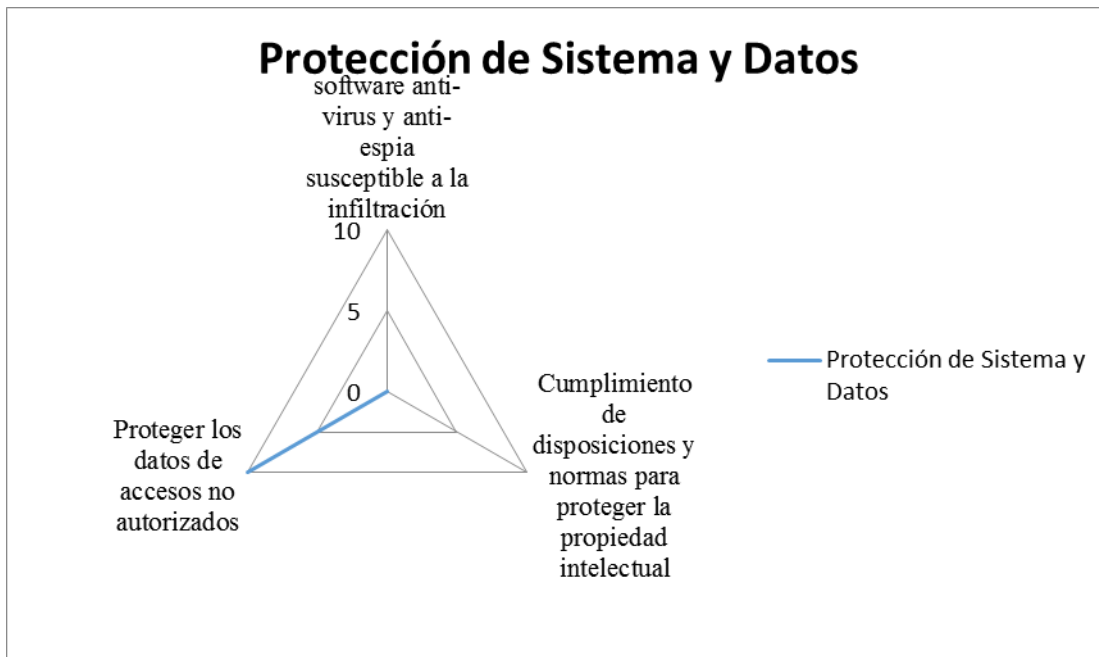 Protección de Sistema y Datos
software anti-
virus y anti-
espia
susceptible a la
infiltración
10
5
0
Cumplimiento
de
disposiciones y
normas para
proteger la
propiedad
intelectual
Proteger los
datos de
accesos no
autorizados
Protección de Sistema y
Datos